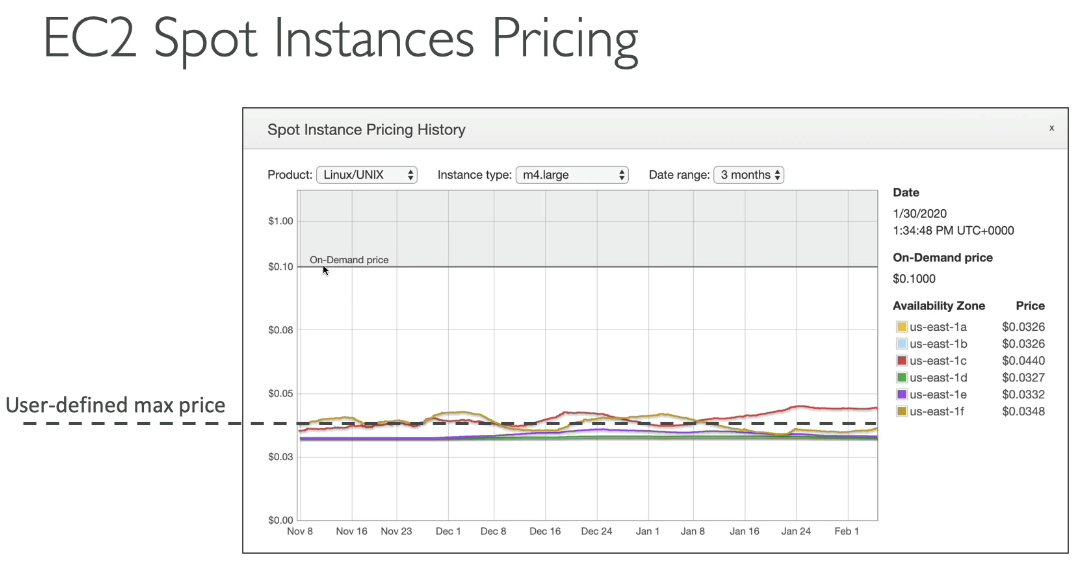 EC2 Spot Instances Pricing
Spot Instance Pricing History
x
Product: Linux/UNIX Instance type: m4.large Date range: 3 months
Date
1/30/2020
1:34:48 PM UTC+0000
On-Demand price
$0.1000
Availability Zone Price
us-east-1a $0.0326
us-east-1b $0.0326
us-east-1c $0.0440
us-east-1d $0.0327
us-east-1e $0.0332
us-east-1f $0.0348
$1.00
On-Demand price
$0.10
$0.08
$0.05
User-defined max price
$0.03
$0.00
Nov 8 Nov 16 Nov 23 Dec 1 Dec 8 Dec 16 Dec 24 Jan 1 Jan 8 Jan 16 Jan 24 Feb 1